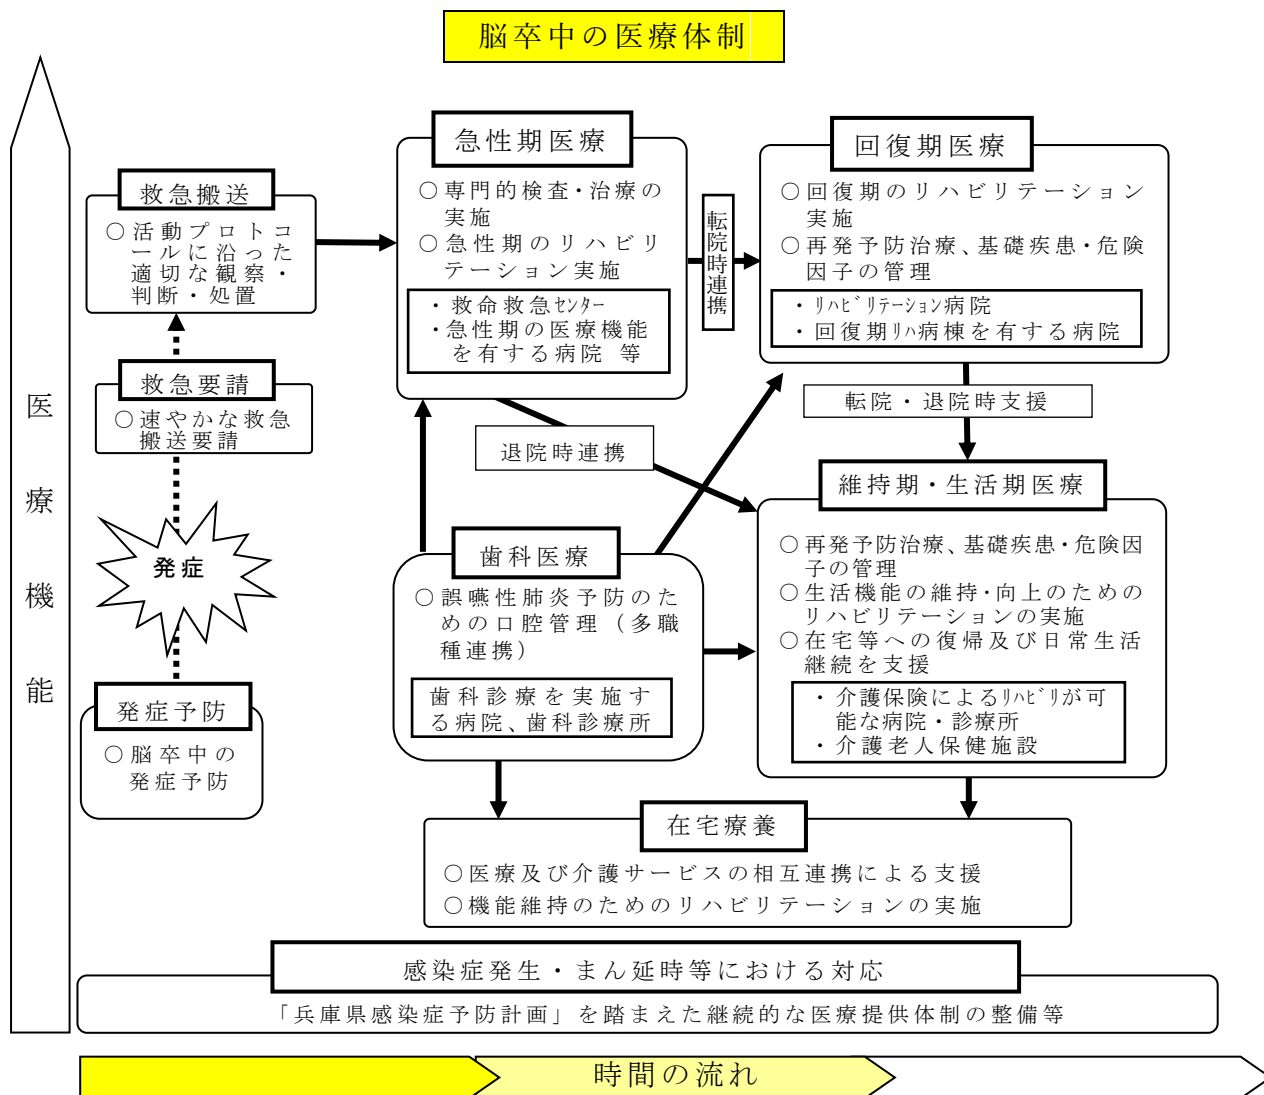 脳卒中の医療体制
医
療
機
能
救急搬送
○活動プロトコ
ールに沿った
適切な観察・
判断・処置
救急要請
○速やかな救急
搬送要請
発症
発症予防
○脳卒中の
発症予防
急性期医療
○専門的検査・治療の
実施
○急性期のリハビリ
テーション実施
・救命救急ｾﾝﾀｰ
・急性期の医療機能
を有する病院 等
転院時連携
回復期医療
○回復期のリハビリテーション
実施
○再発予防治療、基礎疾患・危険
因子の管理
・ﾘﾊﾋﾞﾘﾃｰｼｮﾝ病院
・回復期ﾘﾊ病棟を有する病院
転院・退院時支援
退院時連携
歯科医療
○誤嚥性肺炎予防のた
めの口腔管理（多職
種連携）
歯科診療を実施す
る病院、歯科診療所
維持期・生活期医療
○再発予防治療、基礎疾患・危険因
子の管理
○生活機能の維持・向上のための
リハビリテーションの実施
○在宅等への復帰及び日常生活
継続を支援
・介護保険によるﾘﾊﾋﾞﾘが可
能な病院・診療所
・介護老人保健施設
在宅療養
○医療及び介護サービスの相互連携による支援
○機能維持のためのリハビリテーションの実施
感染症発生・まん延時等における対応
「兵庫県感染症予防計画」を踏まえた継続的な医療提供体制の整備等
時間の流れ